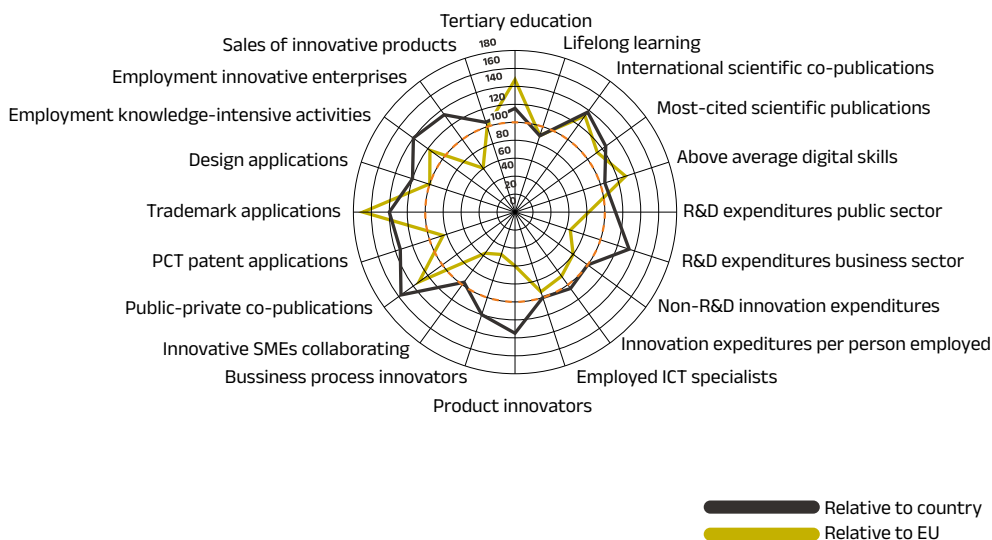 Tertiary education
Sales of innovative products
180
Lifelong learning
160
Employment innovative enterprises
International scientific co-publications
140
Employment knowledge-intensive activities
120
Most-cited scientific publications
100
Design applications
80
Above average digital skills
60
40
20
0
Trademark applications
R&D expenditures public sector
PCT patent applications
R&D expenditures business sector
Public-private co-publications
Non-R&D innovation expenditures
Innovative SMEs collaborating
Innovation expeditures per person employed
Bussiness process innovators
Employed ICT specialists
Product innovators
Relative to country
Relative to EU